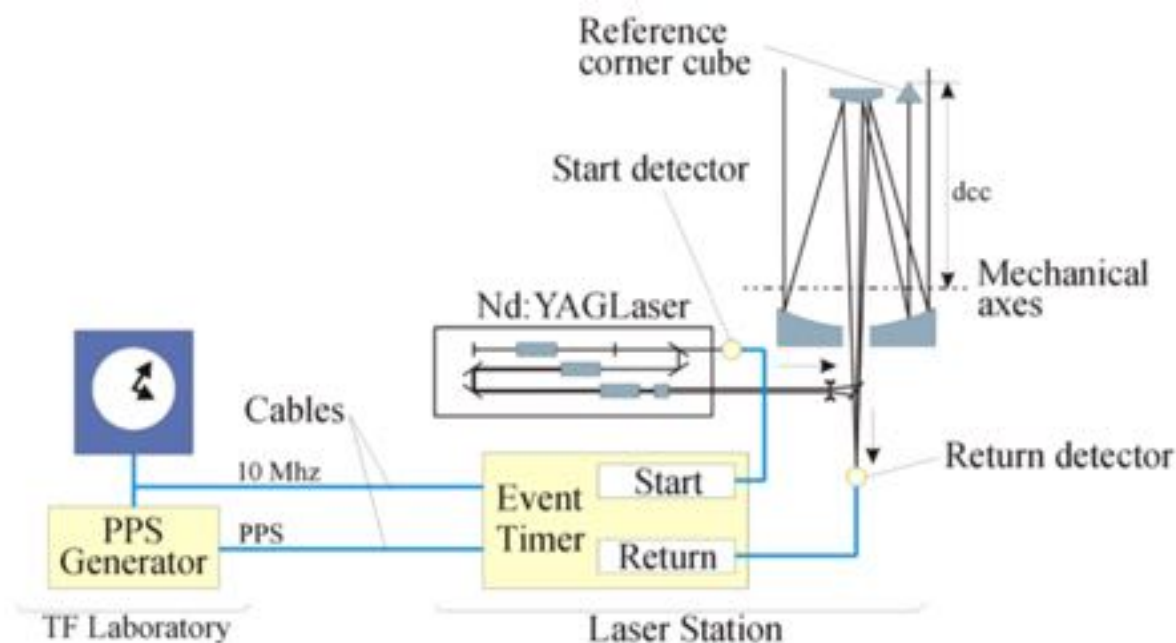 Reference
corner cube
Start detector
dcc
Mechanical
axes
Nd:YAGLaser
Cables
10 Mhz
Return detector
PPS
Generator
PPS
Event
Timer
Start
Return
TF Laboratory
Laser Station